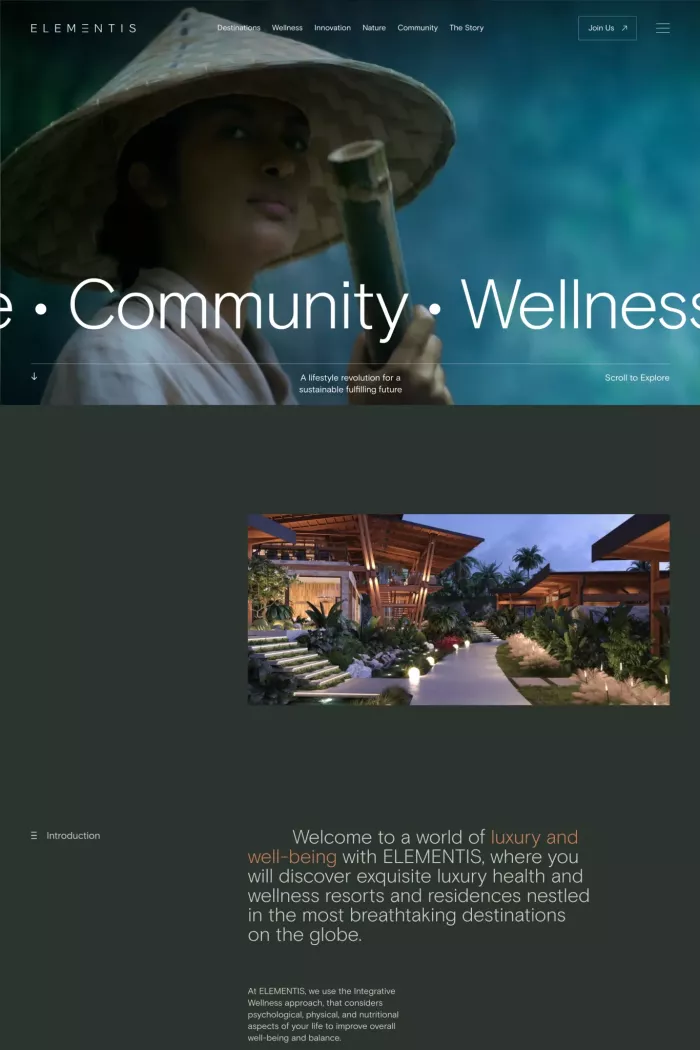 ELEMENTIS
Destinations Wellness Innovation Nature Community The Story
Join Us
e • Community • Wellness
A lifestyle revolution for a
sustainable fulfilling future
Scroll to Explore
Introduction
Welcome to a world of luxury and
well-being with ELEMENTIS, where you
will discover exquisite luxury health and
wellness resorts and residences nestled
in the most breathtaking destinations
on the globe.
At ELEMENTIS, we use the Integrative
Wellness approach, that considers
psychological, physical, and nutritional
aspects of your life to improve overall
well-being and balance.